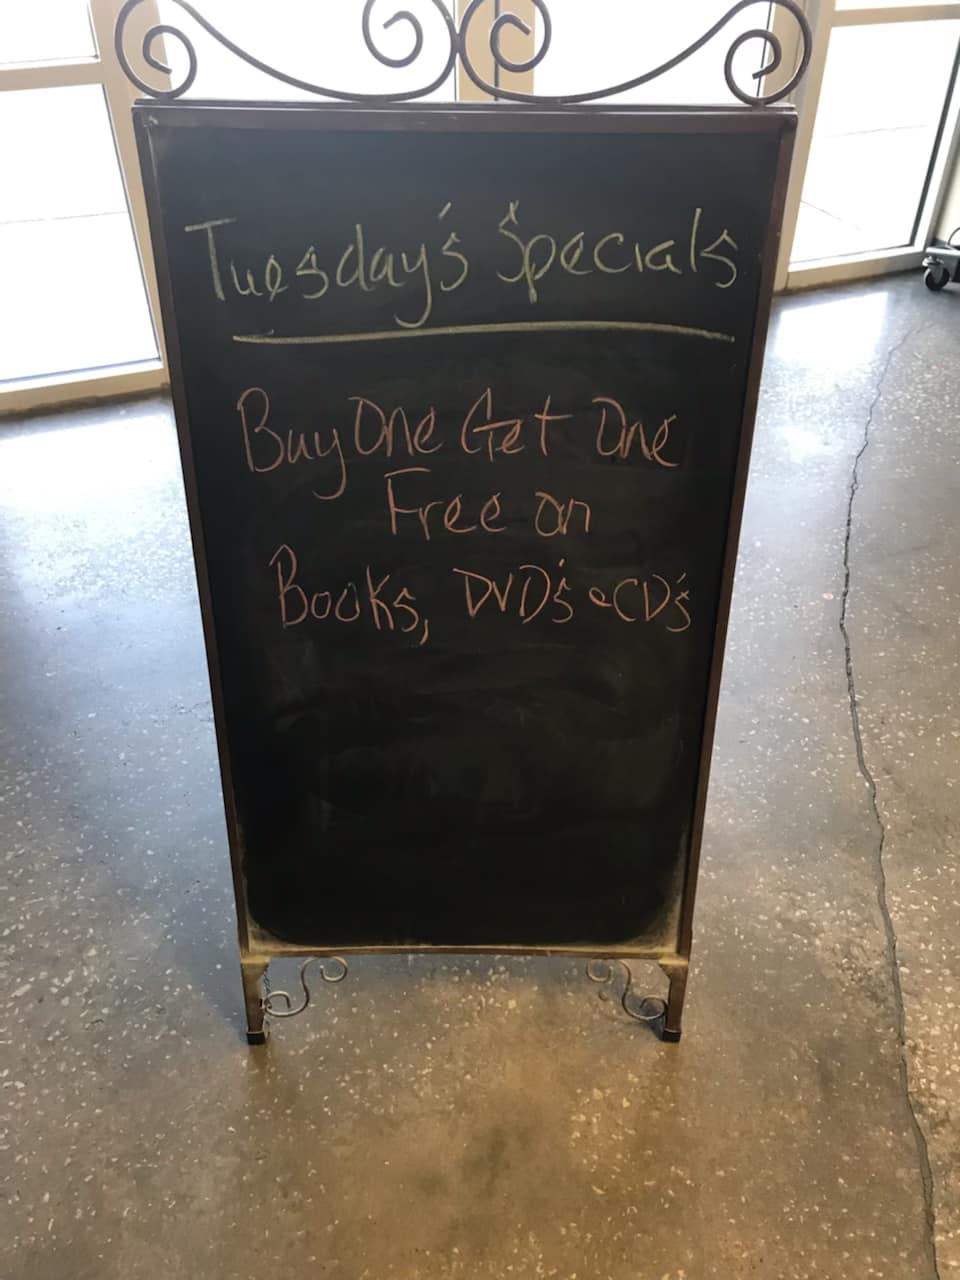 Tuesday's Specials
Buy One Get One
Free on
Books, DVD's & CD's